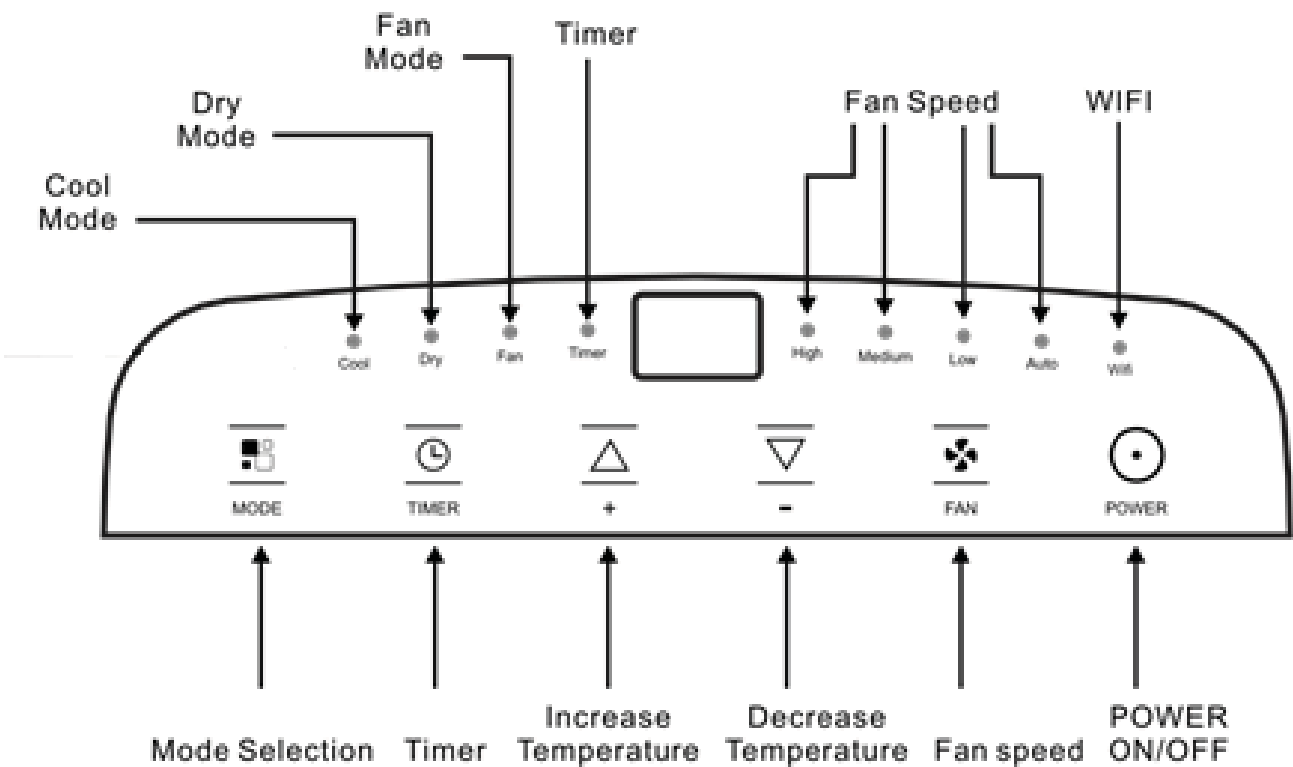 Fan
Mode
Timer
Dry
Mode
Fan Speed
WIFI
Cool
Mode
Cool
Dry
Fan
Timer
High
Medium
Low
Auto
Wifi
MODE
TIMER
+
-
FAN
POWER
Mode Selection
Timer
Increase
Temperature
Decrease
Temperature
Fan speed
POWER
ON/OFF